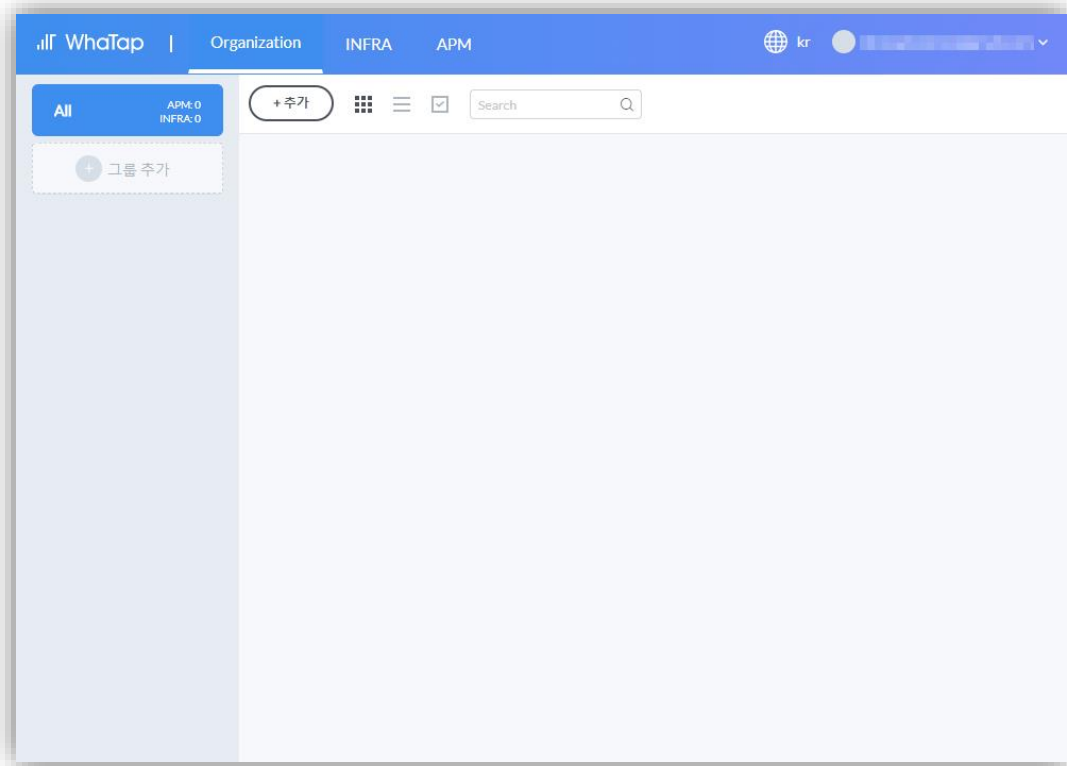 WhaTap | Organization INFRA APM kr
All APM: 0
INFRA: 0
+ 추가 Search
+ 그룹 추가